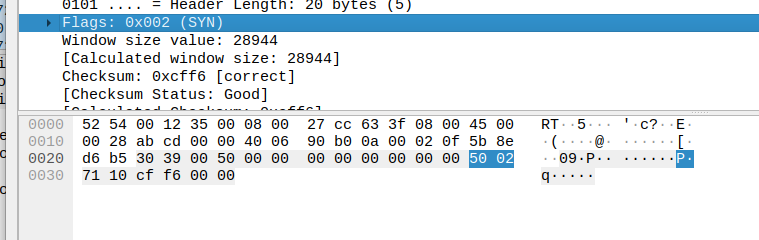 0101 .... = Header Length: 20 bytes (5)
Flags: 0x002 (SYN)
Window size value: 28944
[Calculated window size: 28944]
Checksum: 0xcff6 [correct]
[Checksum Status: Good]
[Calculated Checksum: 0xcff6]
0000 52 54 00 12 35 00 08 00 27 cc 63 3f 08 00 45 00 RT··5··· '·c?··E·
0010 00 28 ab cd 00 00 40 06 90 b0 0a 00 02 0f 5b 8e ·(····@· ······[·
0020 d6 b5 30 39 00 50 00 00 00 00 00 00 00 00 50 02 ··09·P·· ······P·
0030 71 10 cf f6 00 00 q·····